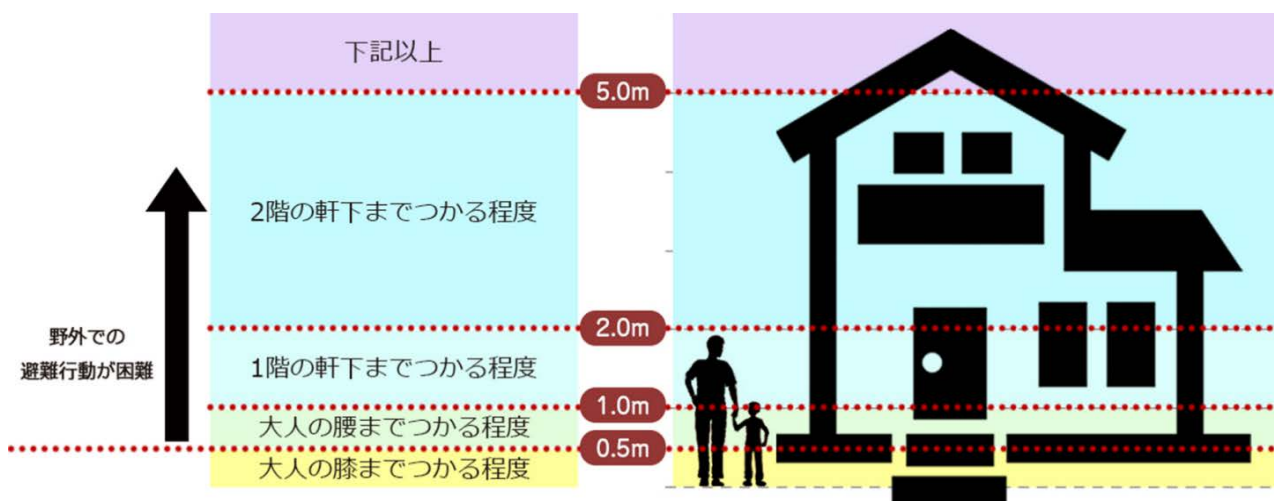 下記以上
5.0m
2階の軒下までつかる程度
2.0m
野外での
避難行動が困難
1階の軒下までつかる程度
1.0m
大人の腰までつかる程度
0.5m
大人の膝までつかる程度